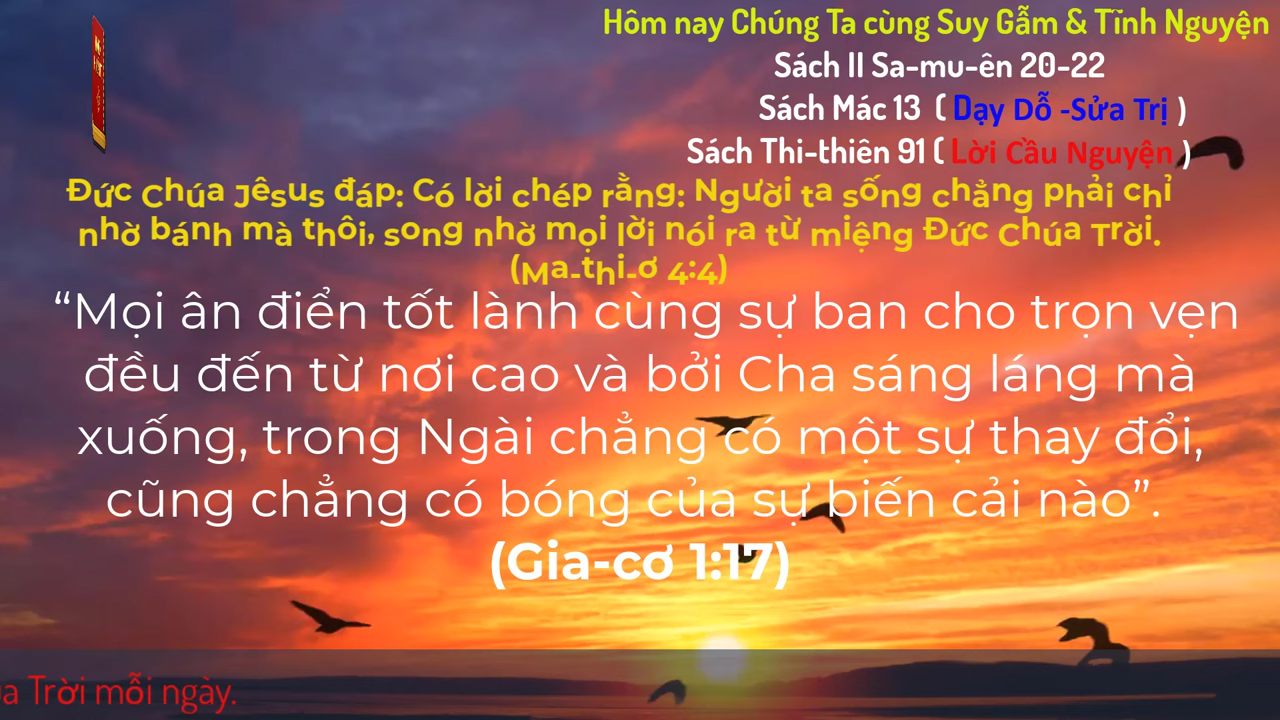 Hôm nay Chúng Ta cùng Suy Gẫm & Tĩnh Nguyện
Sách II Sa-mu-ên 20-22
Sách Mác 13 ( Dạy Dỗ -Sửa Trị )
Sách Thi-thiên 91 ( Lời Cầu Nguyện )
Đức Chúa Jêsus đáp: Có lời chép rằng: Người ta sống chẳng phải chỉ
nhờ bánh mà thôi, song nhờ mọi lời nói ra từ miệng Đức Chúa Trời.
(Ma-thi-ơ 4:4)
“Mọi ân điển tốt lành cùng sự ban cho trọn vẹn
đều đến từ nơi cao và bởi Cha sáng láng mà
xuống, trong Ngài chẳng có một sự thay đổi,
cũng chẳng có bóng của sự biến cải nào”.
(Gia-cơ 1:17)
Trời mỗi ngày.